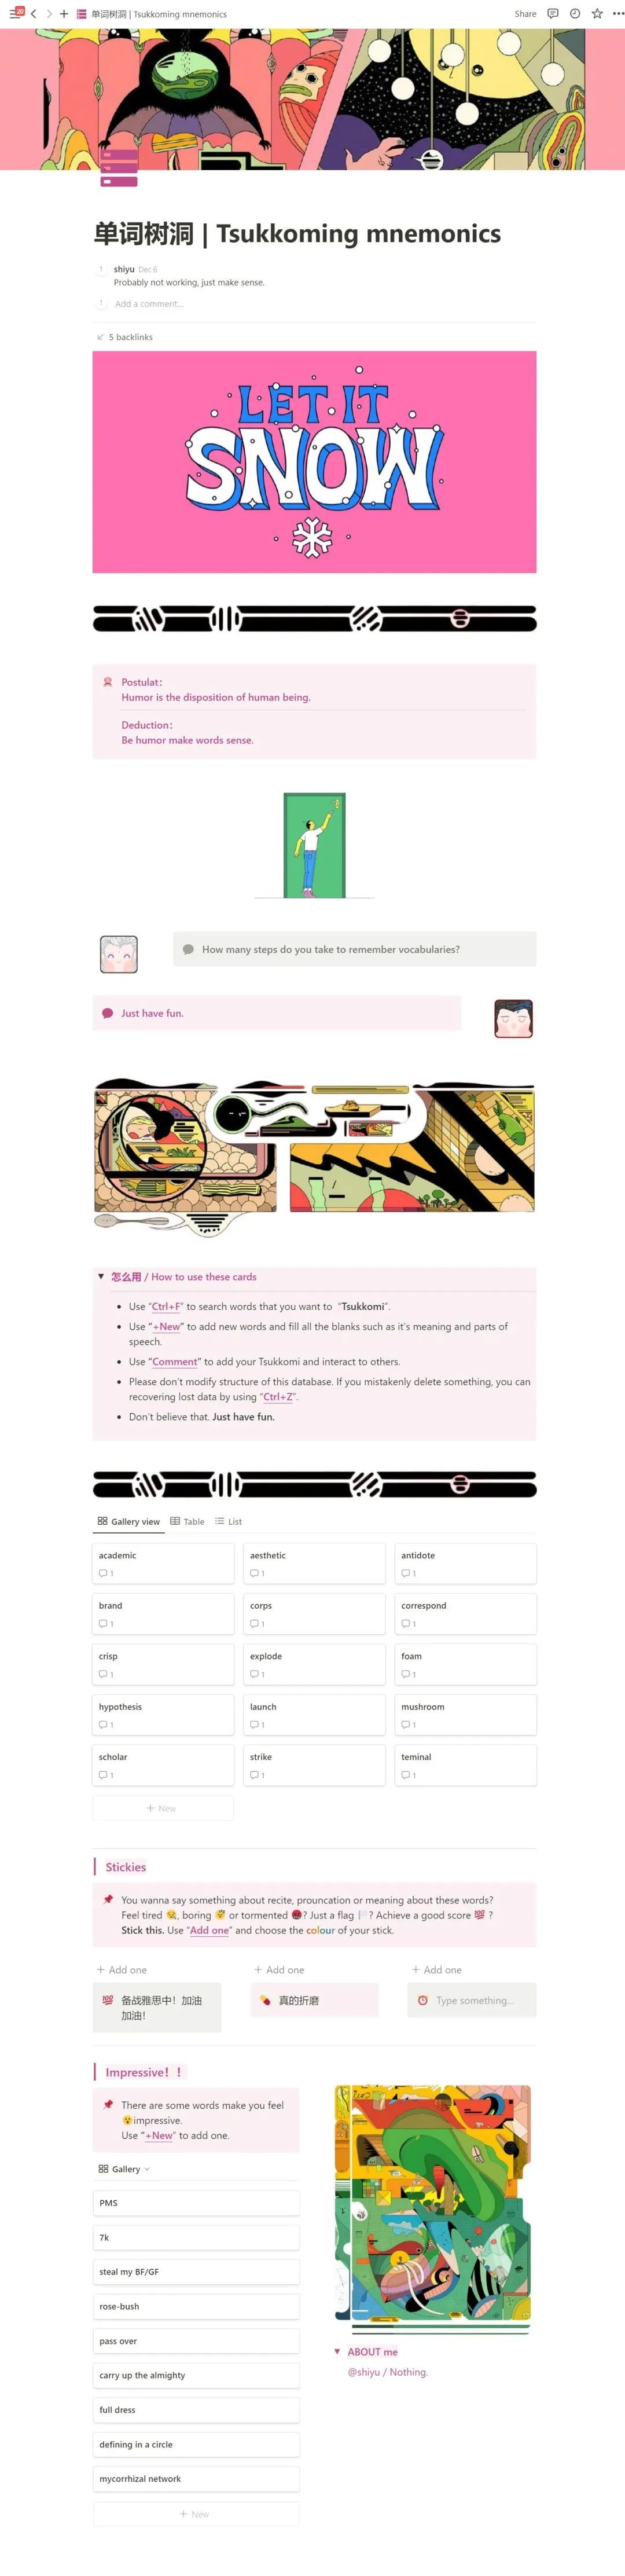 20
单词树洞 | Tsukkoming mnemonics
Share
单词树洞 | Tsukkoming mnemonics
shiyu Dec 6
Probably not working, just make sense.
Add a comment...
5 backlinks
LET IT
SNOW
Postulat：
Humor is the disposition of human being.
Deduction：
Be humor make words sense.
How many steps do you take to remember vocabularies?
Just have fun.
怎么用 / How to use these cards
Use "Ctrl+F" to search words that you want to "Tsukkomi".
Use "+New" to add new words and fill all the blanks such as it's meaning and parts of
speech.
Use "Comment" to add your Tsukkomi and interact to others.
Please don't modify structure of this database. If you mistakenly delete something, you can
recovering lost data by using "Ctrl+Z".
Don't believe that. Just have fun.
Gallery view Table List
academic aesthetic antidote
1 1 1
brand corps correspond
1 1 1
crisp explode foam
1 1 1
hypothesis launch mushroom
1 1 1
scholar strike teminal
1 1 1
+ New
Stickies
You wanna say something about recite, prouncation or meaning about these words?
Feel tired 😪, boring 😴 or tormented 😡? Just a flag 🏳? Achieve a good score 💯 ?
Stick this. Use "Add one" and choose the colour of your stick.
+ Add one + Add one + Add one
💯 备战雅思中！加油 💊 真的折磨 ⏰ Type something...
加油！
Impressive！！
There are some words make you feel
😲impressive.
Use "+New" to add one.
Gallery
PMS
7k
steal my BF/GF
rose-bush
pass over
carry up the almighty
full dress
defining in a circle
mycorrhizal network
+ New
ABOUT me
@shiyu / Nothing.